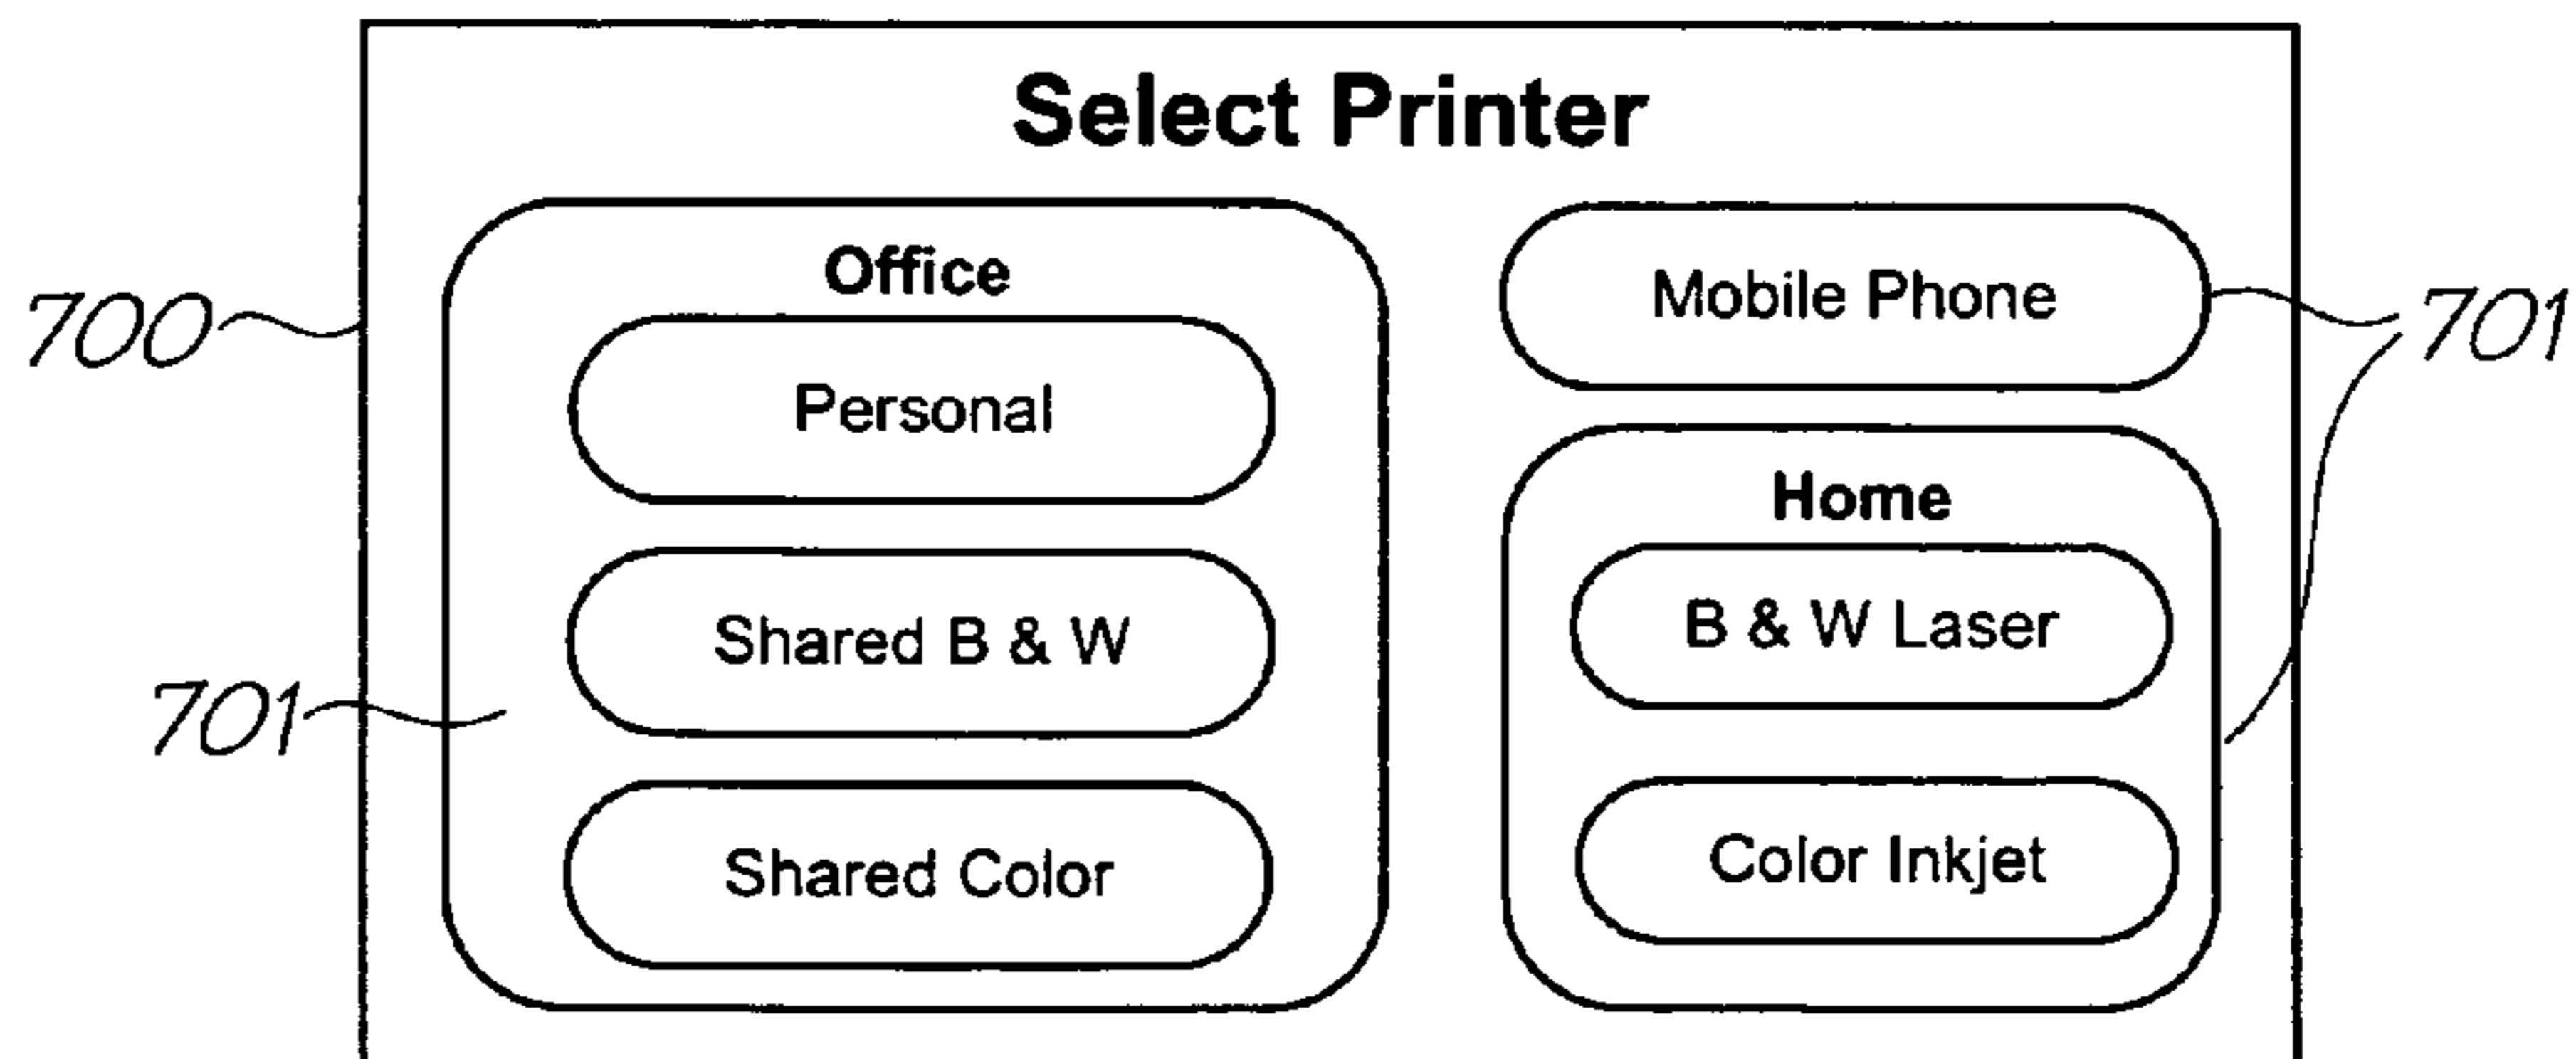 Select Printer
Office
Personal
Shared B & W
Shared Color
Mobile Phone
Home
B & W Laser
Color Inkjet
700
701
701